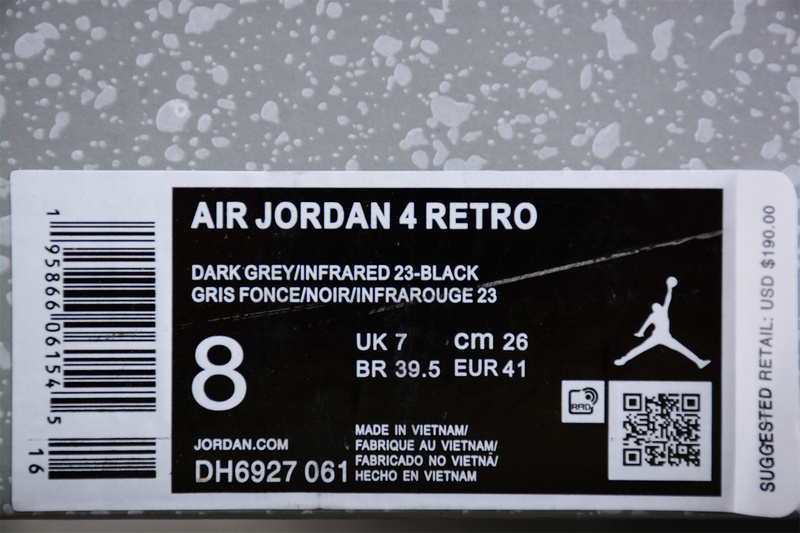 AIR JORDAN 4 RETRO
DARK GREY/INFRARED 23-BLACK
GRIS FONCE/NOIR/INFRAROUGE 23
8
UK 7 cm 26
BR 39.5 EUR 41
RFID
JORDAN.COM
DH6927 061
MADE IN VIETNAM/
FABRIQUE AU VIETNAM/
FABRICADO NO VIETNÃ/
HECHO EN VIETNAM
1 95866 06154 5
16
SUGGESTED RETAIL: USD $190.00